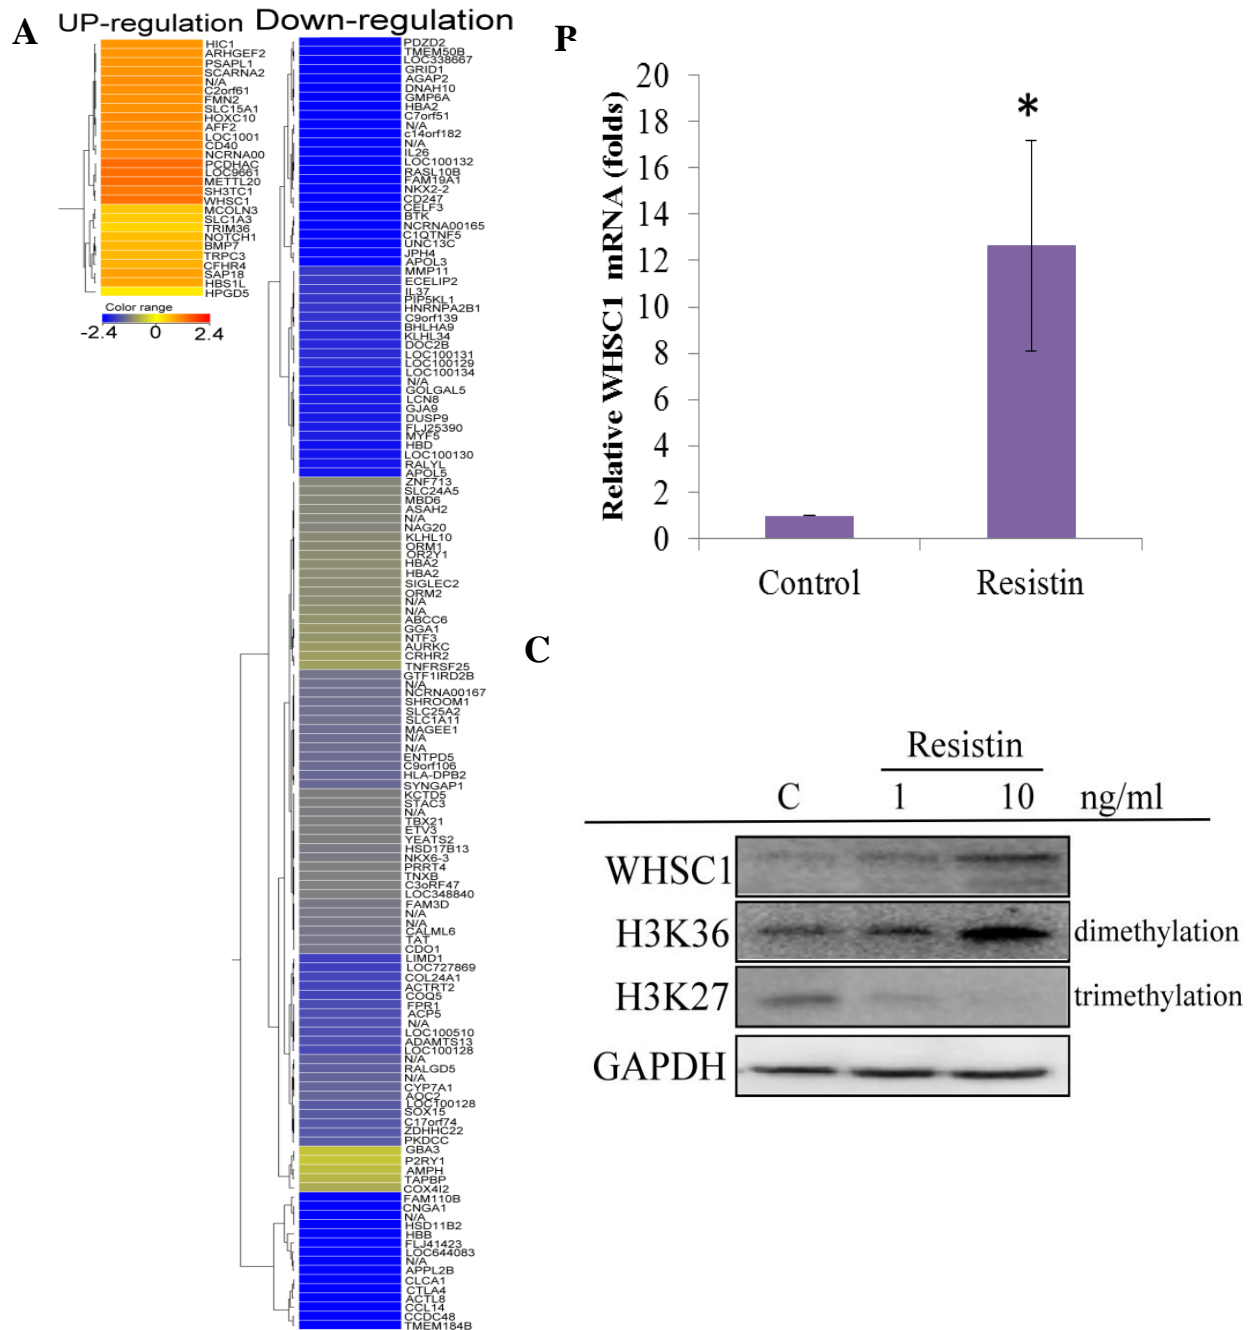 A
UP-regulation
HIC1
ARHGEF2
PSAPL1
SCARNA2
N/A
C2orf61
FMN2
SLC15A1
HOXC10
AFF2
LOC1001
CD40
NCRNA00
PCDHAC
LOC9661
METTL20
SH3TC1
WHSC1
MCOLN3
SLC1A3
TRIM36
NOTCH1
BMP7
TRPC3
CFHR4
SAP18
HBS1L
HPGD5
Color range
-2.4 0 2.4
Down-regulation
PDZD2
TMEM50B
LOC338667
GRID1
AGAP2
DNAH10
GMP6A
HBA2
C7orf51
N/A
c14orf182
N/A
IL26
LOC100132
RASL10B
FAM19A1
NKX2-2
CD247
CELF3
BTK
NCRNA00165
C1QTNF5
UNC13C
JPH4
APOL3
MMP11
ECELIP2
IL37
PIP5KL1
HNRNPA2B1
C9orf139
BHLHA9
KLHL34
DOC2B
LOC100131
LOC100129
LOC100134
N/A
GOLGAL5
LCN8
GJA9
DUSP9
FLJ25390
MYF5
HBD
LOC100130
RALYL
APOL5
ZNF713
SLC24A5
MBD6
ASAH2
N/A
NAG20
KLHL10
ORM1
OR2Y1
HBA2
HBA2
SIGLEC2
ORM2
N/A
N/A
ABCC6
GGA1
NTF3
AURKC
CRHR2
TNFRSF25
GTF1IRD2B
N/A
NCRNA00167
SHROOM1
SLC25A2
SLC1A11
MAGEE1
N/A
N/A
ENTPD5
C9orf106
HLA-DPB2
SYNGAP1
KCTD5
STAC3
N/A
TBX21
ETV3
YEATS2
HSD17B13
NKX6-3
PRRT4
TNXB
C3oRF47
LOC348840
FAM3D
N/A
N/A
CALML6
TAT
CDO1
LIMD1
LOC727869
COL24A1
ACTRT2
COQ5
FPR1
ACP5
N/A
LOC100510
ADAMTS13
LOC100128
N/A
RALGD5
N/A
CYP7A1
AOC2
LOC100128
SOX15
C17orf74
ZDHHC22
PKDCC
GBA3
P2RY1
AMPH
TAPBP
COX4I2
FAM110B
CNGA1
N/A
HSD11B2
HBB
FLJ41423
LOC644083
N/A
APPL2B
CLCA1
CTLA4
ACTL8
CCL14
CCDC48
TMEM184B
Relative WHSC1 mRNA (folds)
20
18
16
14
12
10
8
6
4
2
0
*
Control Resistin
C
Resistin
C 1 10 ng/ml
WHSC1
H3K36 dimethylation
H3K27 trimethylation
GAPDH